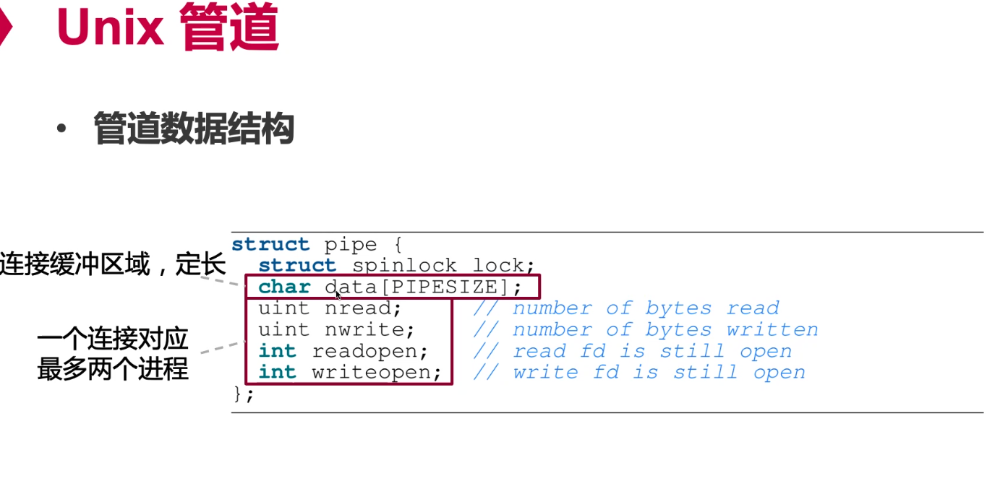 Unix 管道
• 管道数据结构
连接缓冲区域，定长
一个连接对应
最多两个进程
struct pipe {
struct spinlock lock;
char data[PIPESIZE];
uint nread; // number of bytes read
uint nwrite; // number of bytes written
int readopen; // read fd is still open
int writeopen; // write fd is still open
};